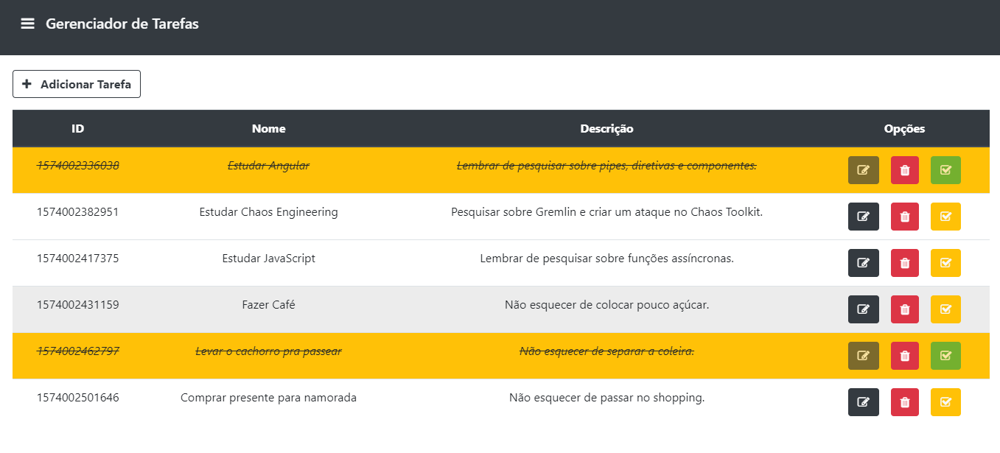 Gerenciador de Tarefas
Adicionar Tarefa
ID Nome Descrição Opções
1574002336038 Estudar Angular Lembrar de pesquisar sobre pipes, diretivas e componentes.
1574002382951 Estudar Chaos Engineering Pesquisar sobre Gremlin e criar um ataque no Chaos Toolkit.
1574002417375 Estudar JavaScript Lembrar de pesquisar sobre funções assíncronas.
1574002431159 Fazer Café Não esquecer de colocar pouco açúcar.
1574002462797 Levar o cachorro pra passear Não esquecer de separar a coleira.
1574002501646 Comprar presente para namorada Não esquecer de passar no shopping.